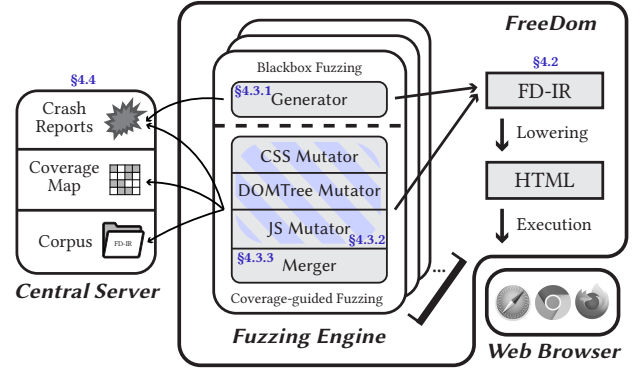 FreeDom
§4.4
Crash
Reports
Coverage
Map
Corpus
FD-IR
Central Server
Blackbox Fuzzing
§4.3.1
Generator
CSS Mutator
DOMTree Mutator
JS Mutator
§4.3.2
§4.3.3
Merger
Coverage-guided Fuzzing
...
Fuzzing Engine
§4.2
FD-IR
Lowering
HTML
Execution
Web Browser